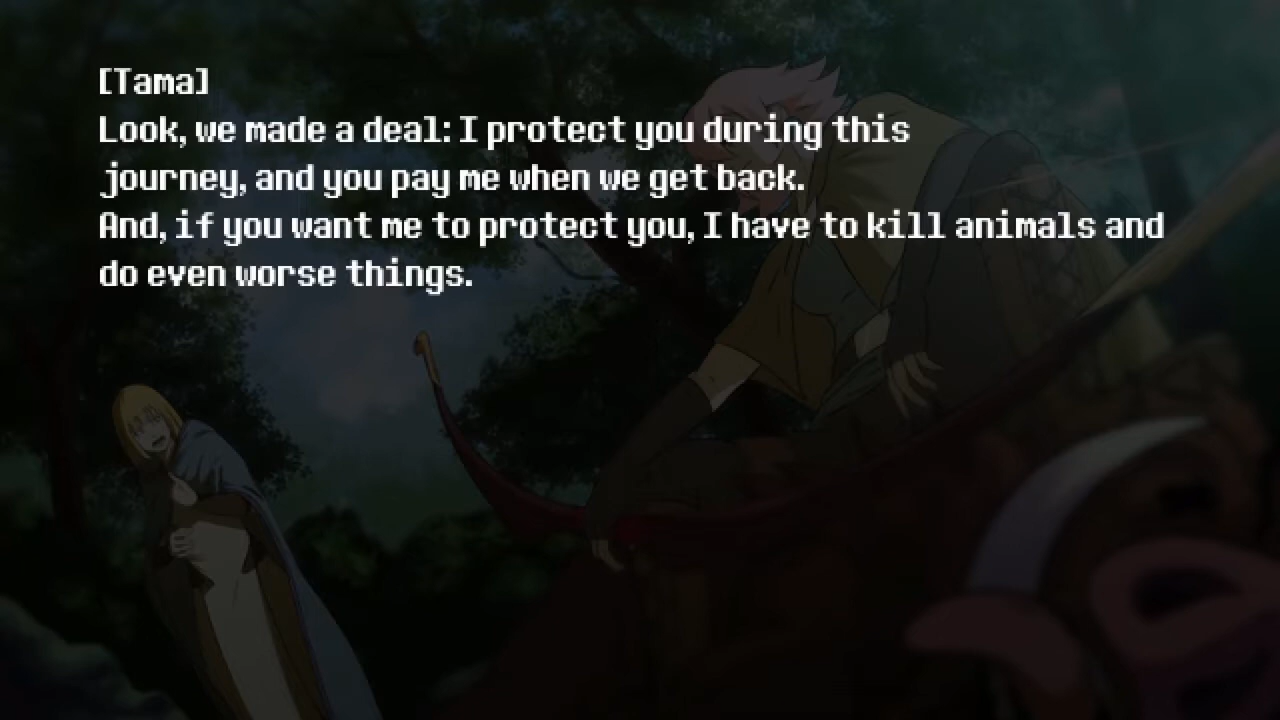 [Tama]
Look, we made a deal: I protect you during this
journey, and you pay me when we get back.
And, if you want me to protect you, I have to kill animals and
do even worse things.